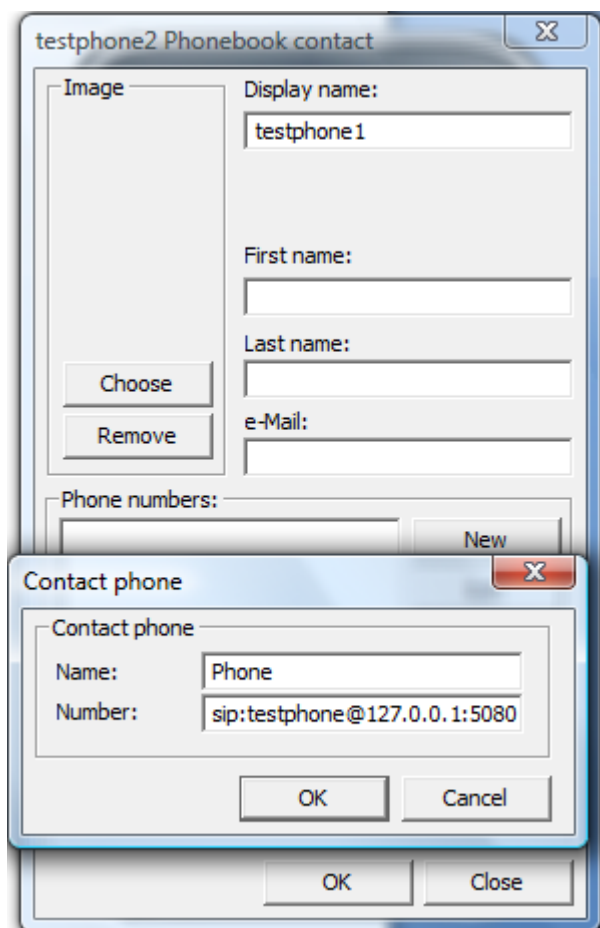 testphone2 Phonebook contact
Image
Display name:
testphone1
First name:
Last name:
Choose
Remove
e-Mail:
Phone numbers:
New
Contact phone
Contact phone
Name:
Phone
Number:
sip:testphone@127.0.0.1:5080
OK
Cancel
OK
Close